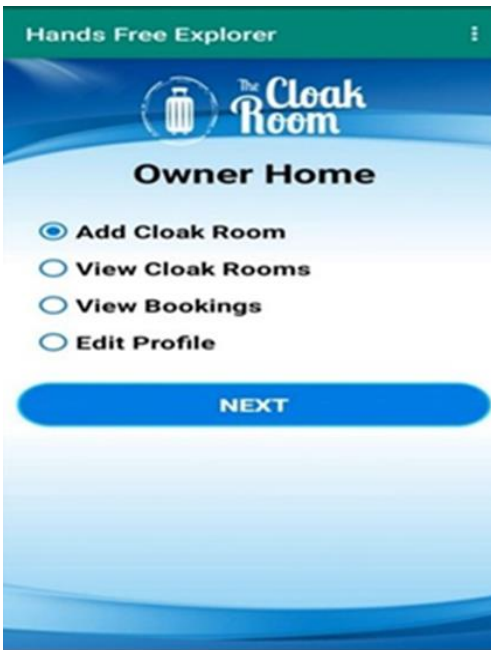 Hands Free Explorer
The Cloak
Room
Owner Home
Add Cloak Room
View Cloak Rooms
View Bookings
Edit Profile
NEXT